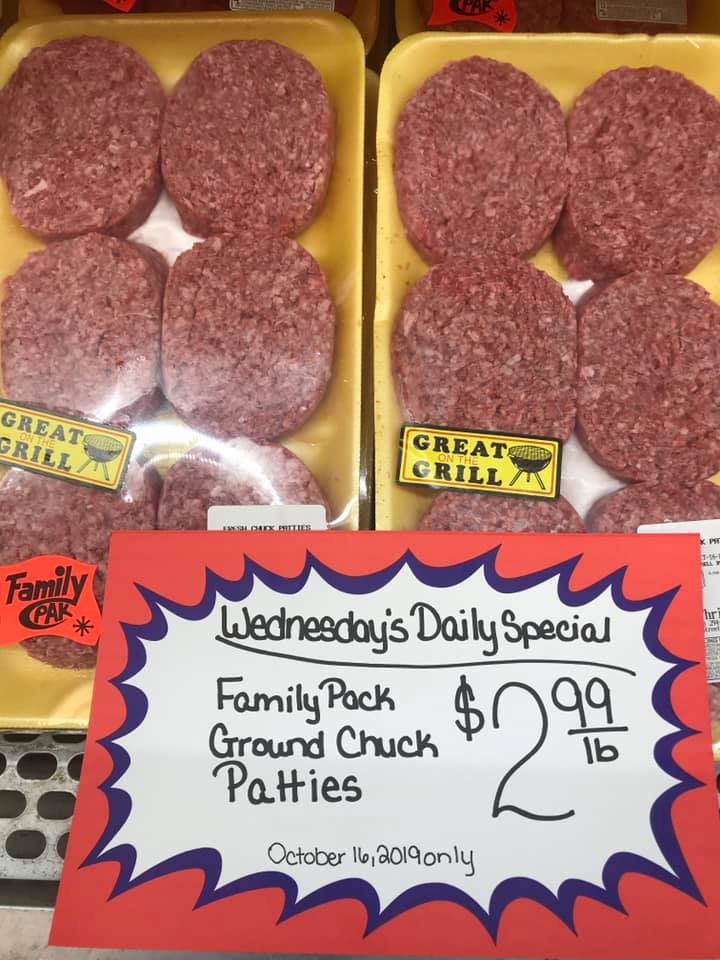 PAK
GREAT
ON THE
GRILL
GREAT
ON THE
GRILL
FRESH CHUCK PATTIES
Family
PAK
Wednesday's Daily Special
Family Pack $2 99
Ground Chuck lb
Patties
October 16, 2019 only